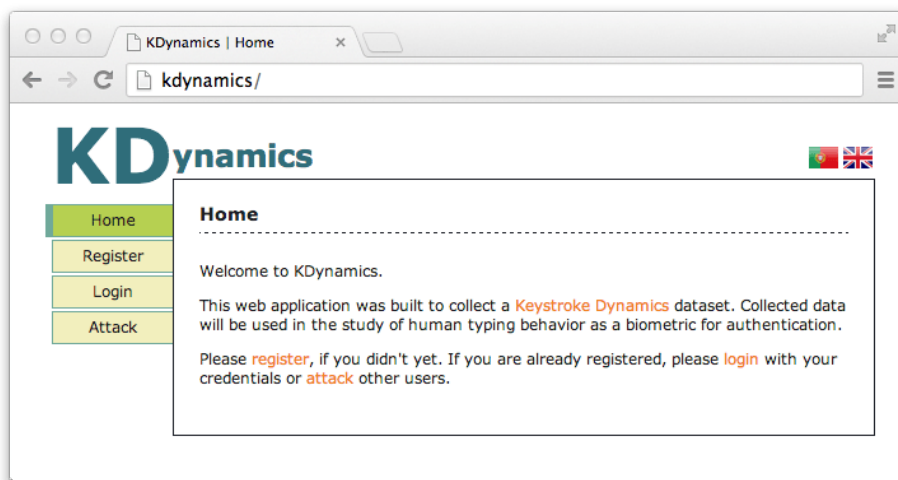 KDynamics | Home
kdynamics/
KDynamics
Home
Register
Login
Attack
Home
Welcome to KDynamics.
This web application was built to collect a Keystroke Dynamics dataset. Collected data
will be used in the study of human typing behavior as a biometric for authentication.
Please register, if you didn't yet. If you are already registered, please login with your
credentials or attack other users.